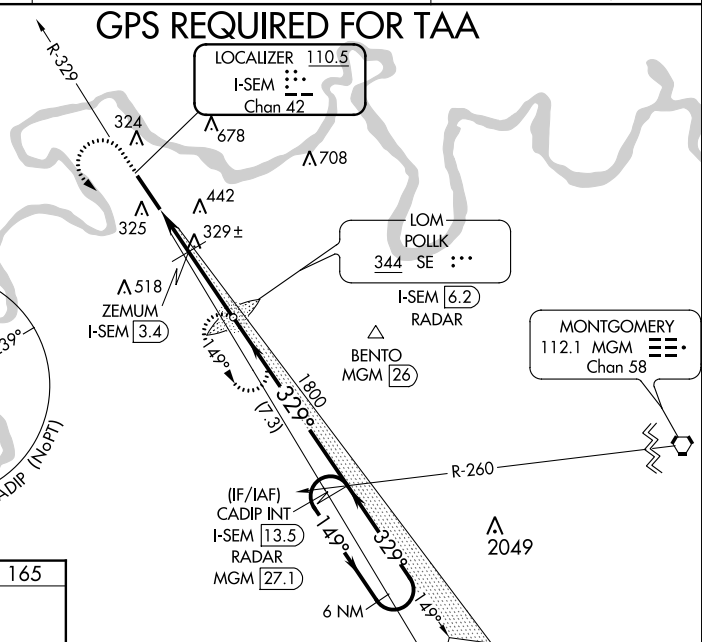 GPS REQUIRED FOR TAA
R-329
LOCALIZER 110.5
I-SEM
Chan 42
324
678
708
442
325
329 ±
LOM
POLLK
344 SE
I-SEM 6.2
RADAR
518
ZEMUM
I-SEM 3.4
BENTO
MGM 26
MONTGOMERY
112.1 MGM
Chan 58
39°
ADIP (NoPT)
149°
1800
(7.3)
329°
R-260
(IF/IAF)
CADIP INT
I-SEM 13.5
RADAR
MGM 27.1
149°
329°
2049
6 NM
149°
165